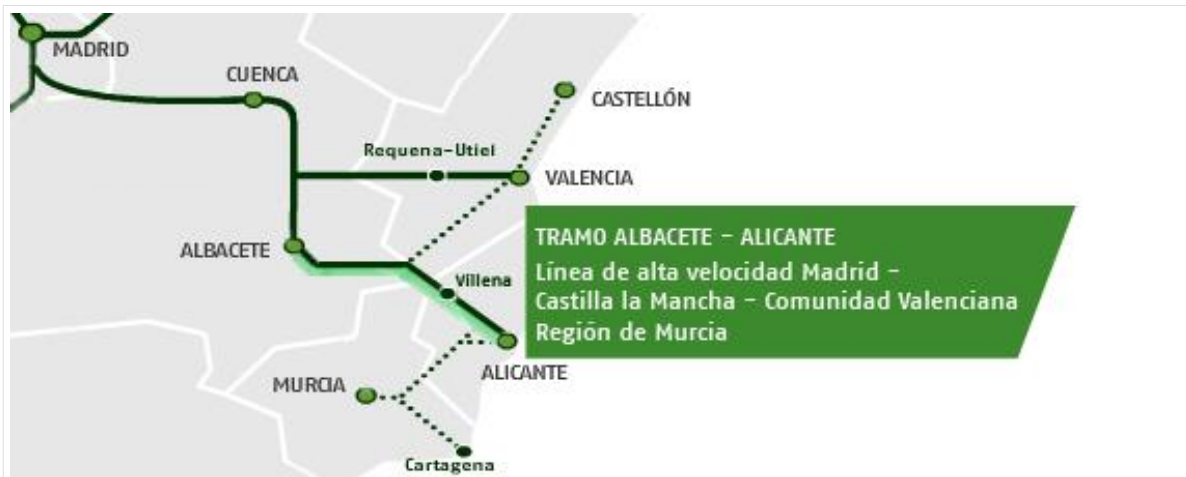 MADRID
CUENCA
CASTELLÓN
Requena-Utiel
VALENCIA
ALBACETE
TRAMO ALBACETE - ALICANTE
Línea de alta velocidad Madrid -
Castilla la Mancha - Comunidad Valenciana
Región de Murcia
Villena
ALICANTE
MURCIA
Cartagena